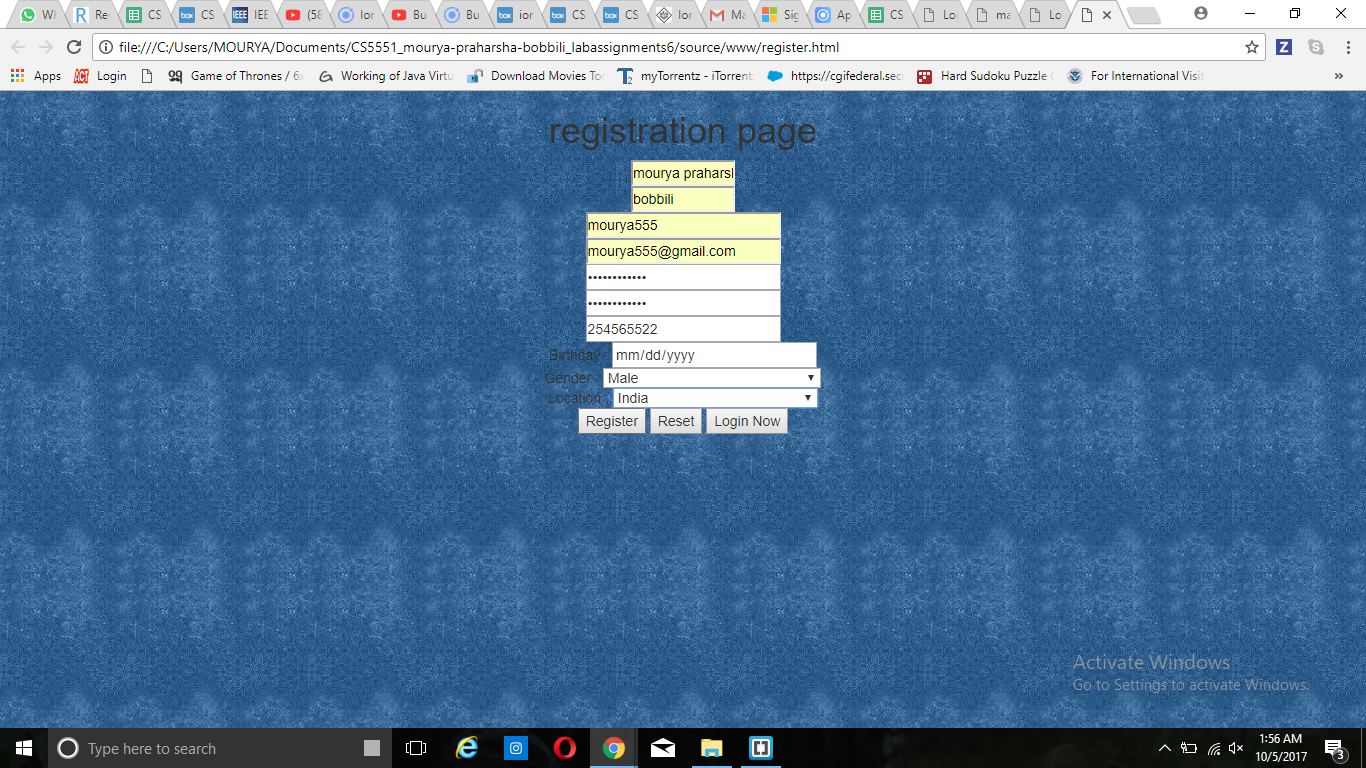 Wh Re CS CS IEE (58 Ior Bu Bu ior CS CS Ior Ma Sig Ap CS Lo ma Lo
file:///C:/Users/MOURYA/Documents/CS5551_mourya-praharsha-bobbili_labassignments6/source/www/register.html
Apps Login Game of Thrones / 6x Working of Java Virtu Download Movies To myTorrentz - iTorrent https://cgifederal.sec Hard Sudoku Puzzle For International Visit »
registration page
mourya praharsh
bobbili
mourya555
mourya555@gmail.com
••••••••••••
••••••••••••
254565522
Birthday : mm/dd/yyyy
Gender : Male
Location : India
Register Reset Login Now
Activate Windows
Go to Settings to activate Windows.
Type here to search
1:56 AM
10/5/2017
3